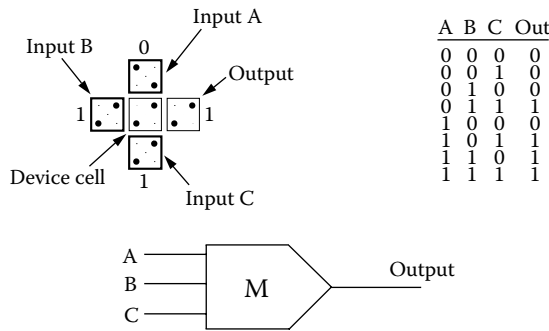 Input A
Input B
0
Output
1
1
Device cell
1
Input C
A B C Out
0 0 0 0
0 0 1 0
0 1 0 0
0 1 1 1
1 0 0 0
1 0 1 1
1 1 0 1
1 1 1 1
A
B
C
M
Output